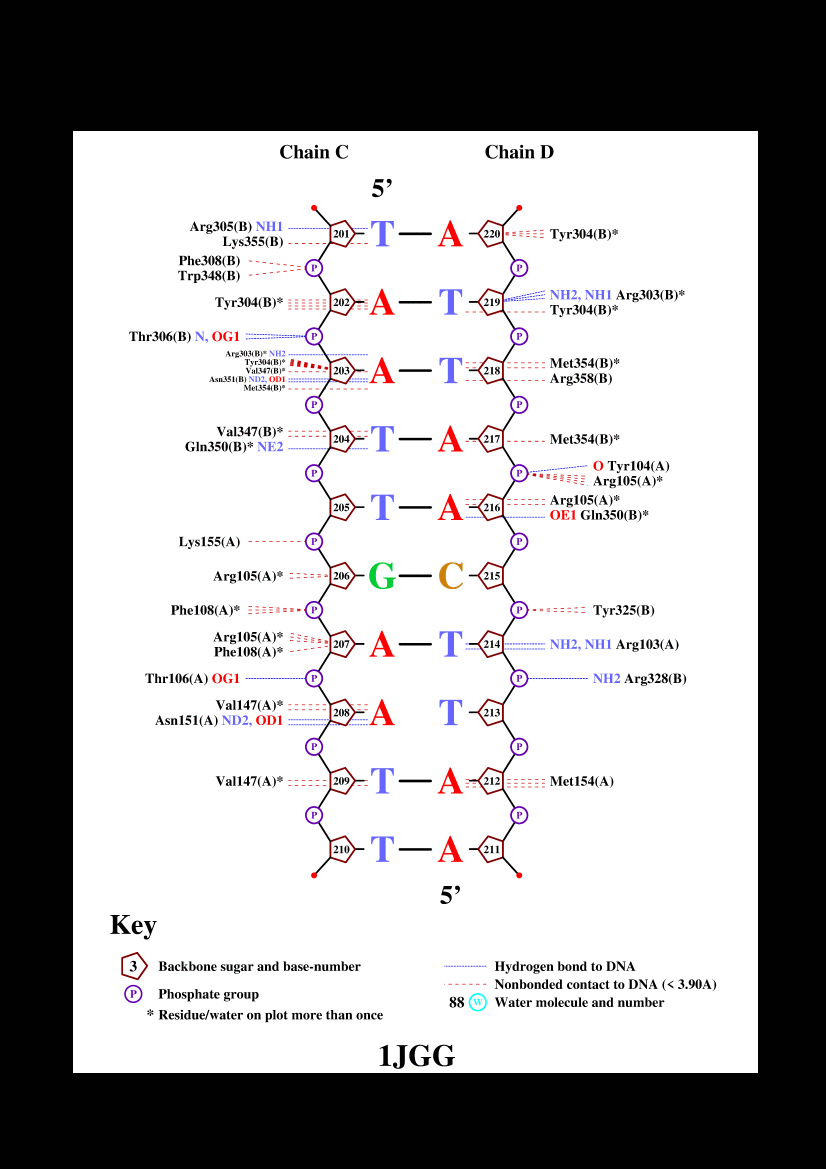 Chain C Chain D
5’
Arg305(B) NH1 201 T A 220 Tyr304(B)*
Lys355(B)
Phe308(B) P P
Trp348(B)
Tyr304(B)* 202 A T 219 NH2, NH1 Arg303(B)*
Tyr304(B)*
Thr306(B) N, OG1 P P
Arg303(B)* NH2
Tyr304(B)* 203 A T 218 Met354(B)*
Val347(B)* Arg358(B)
Asn351(B) ND2, OD1
Met354(B)*
P P
Val347(B)* 204 T A 217 Met354(B)*
Gln350(B)* NE2
P P O Tyr104(A)
Arg105(A)*
205 T A 216 Arg105(A)*
OE1 Gln350(B)*
Lys155(A) P P
Arg105(A)* 206 G C 215
Phe108(A)* P P Tyr325(B)
Arg105(A)* 207 A T 214 NH2, NH1 Arg103(A)
Phe108(A)*
Thr106(A) OG1 P P NH2 Arg328(B)
Val147(A)* 208 A T 213
Asn151(A) ND2, OD1
P P
Val147(A)* 209 T A 212 Met154(A)
P P
210 T A 211
5’
Key
3 Backbone sugar and base-number Hydrogen bond to DNA
Nonbonded contact to DNA (< 3.90A)
P Phosphate group 88 W Water molecule and number
* Residue/water on plot more than once
1JGG